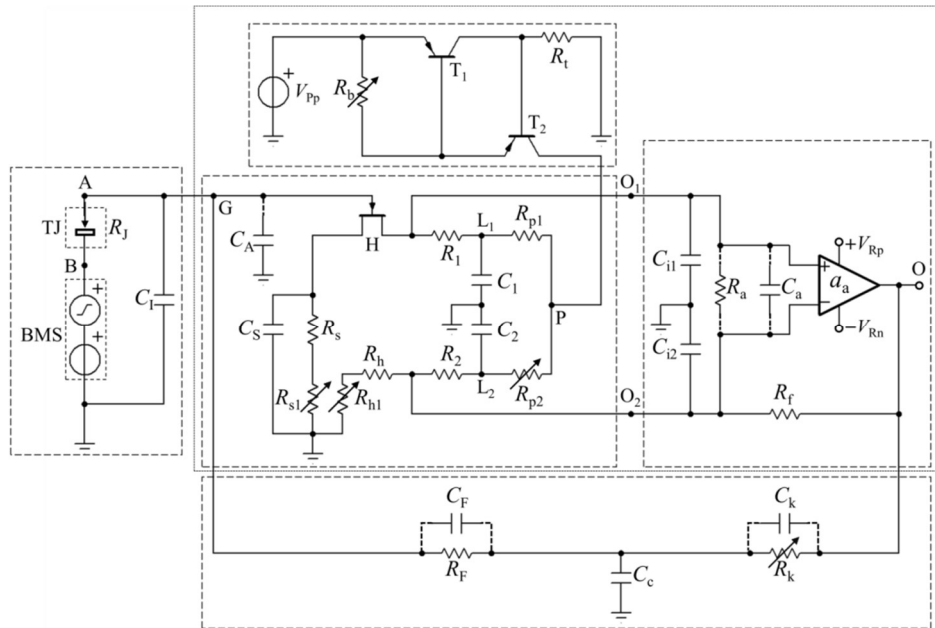 V_Pp
R_b
T_1
R_t
T_2
A
TJ
R_J
B
BMS
C_I
G
C_A
H
R_1
L_1
R_p1
C_1
C_S
R_s
P
C_2
R_h
R_2
L_2
R_p2
R_s1
R_h1
O_1
C_i1
R_a
C_a
+
a_a
−
+V_Rp
−V_Rn
O
C_i2
O_2
R_f
C_F
R_F
C_c
C_k
R_k